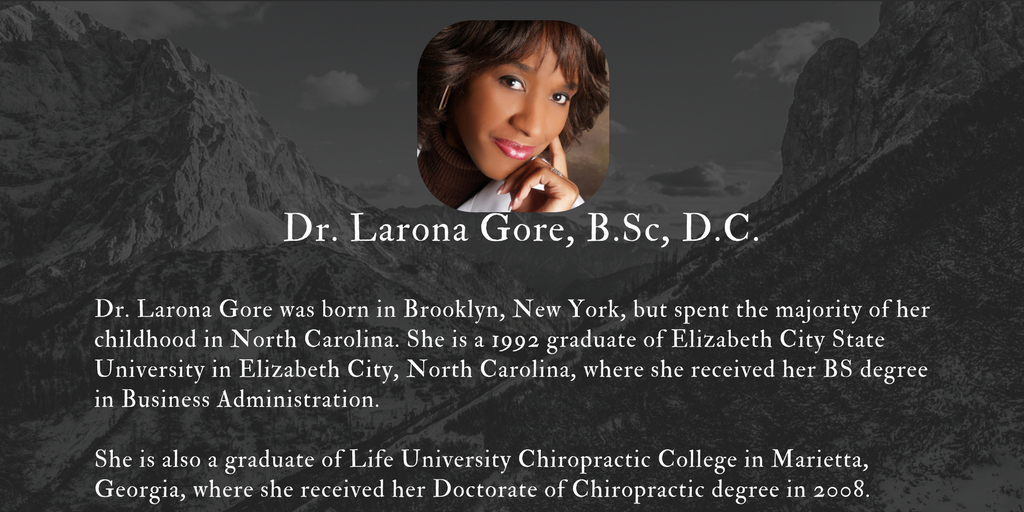 Dr. Larona Gore, B.Sc, D.C.
Dr. Larona Gore was born in Brooklyn, New York, but spent the majority of her
childhood in North Carolina. She is a 1992 graduate of Elizabeth City State
University in Elizabeth City, North Carolina, where she received her BS degree
in Business Administration.
She is also a graduate of Life University Chiropractic College in Marietta,
Georgia, where she received her Doctorate of Chiropractic degree in 2008.